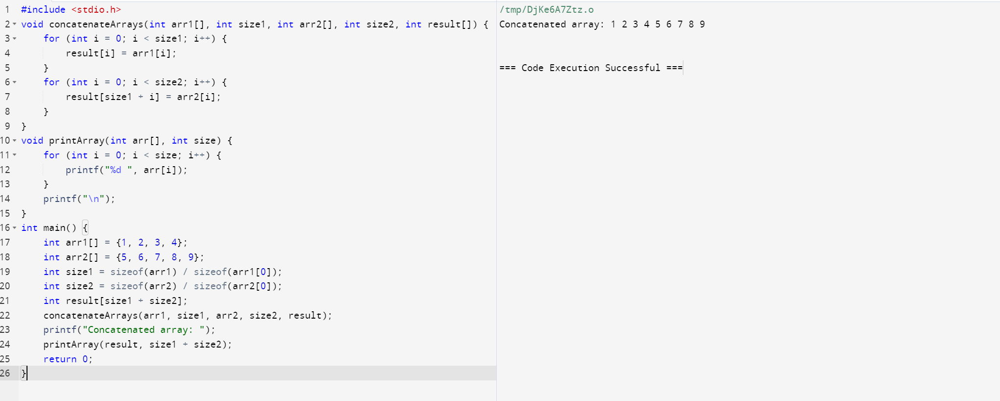 1 #include <stdio.h>
2 void concatenateArrays(int arr1[], int size1, int arr2[], int size2, int result[]) {
3     for (int i = 0; i < size1; i++) {
4         result[i] = arr1[i];
5     }
6     for (int i = 0; i < size2; i++) {
7         result[size1 + i] = arr2[i];
8     }
9 }
10 void printArray(int arr[], int size) {
11     for (int i = 0; i < size; i++) {
12         printf("%d ", arr[i]);
13     }
14     printf("\n");
15 }
16 int main() {
17     int arr1[] = {1, 2, 3, 4};
18     int arr2[] = {5, 6, 7, 8, 9};
19     int size1 = sizeof(arr1) / sizeof(arr1[0]);
20     int size2 = sizeof(arr2) / sizeof(arr2[0]);
21     int result[size1 + size2];
22     concatenateArrays(arr1, size1, arr2, size2, result);
23     printf("Concatenated array: ");
24     printArray(result, size1 + size2);
25     return 0;
26 }
/tmp/DjKe6A7Ztz.o
Concatenated array: 1 2 3 4 5 6 7 8 9
=== Code Execution Successful ===